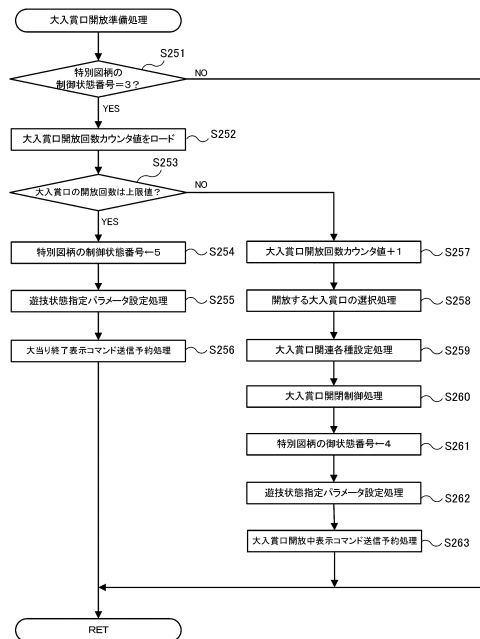 大入賞口開放準備処理
S251
特別図柄の
制御状態番号=3?
NO
YES
大入賞口開放回数カウンタ値をロード
S252
S253
大入賞口の開放回数は上限値?
NO
YES
特別図柄の制御状態番号←5
S254
遊技状態指定パラメータ設定処理
S255
大当り終了表示コマンド送信予約処理
S256
大入賞口開放回数カウンタ値+1
S257
開放する大入賞口の選択処理
S258
大入賞口関連各種設定処理
S259
大入賞口開閉制御処理
S260
特別図柄の御状態番号←4
S261
遊技状態指定パラメータ設定処理
S262
大入賞口開放中表示コマンド送信予約処理
S263
RET